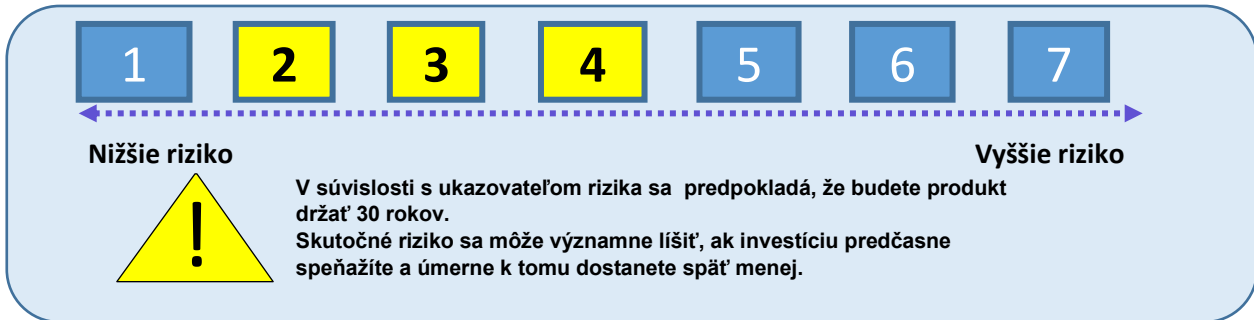 1 2 3 4 5 6 7
Nižšie riziko Vyššie riziko
!
V súvislosti s ukazovateľom rizika sa predpokladá, že budete produkt
držať 30 rokov.
Skutočné riziko sa môže významne líšiť, ak investíciu predčasne
speňažíte a úmerne k tomu dostanete späť menej.